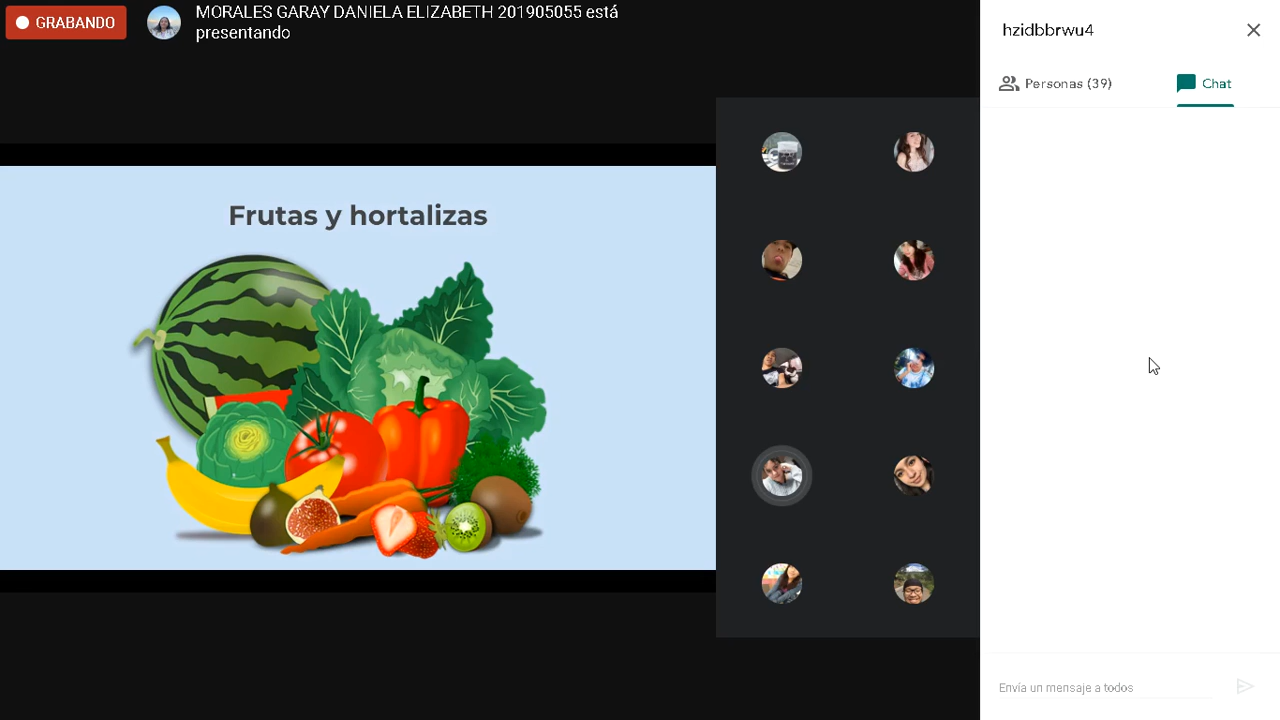 GRABANDO
MORALES GARAY DANIELA ELIZABETH 201905055 está
presentando
hzidbbrwu4
Personas (39)
Chat
Frutas y hortalizas
Envía un mensaje a todos